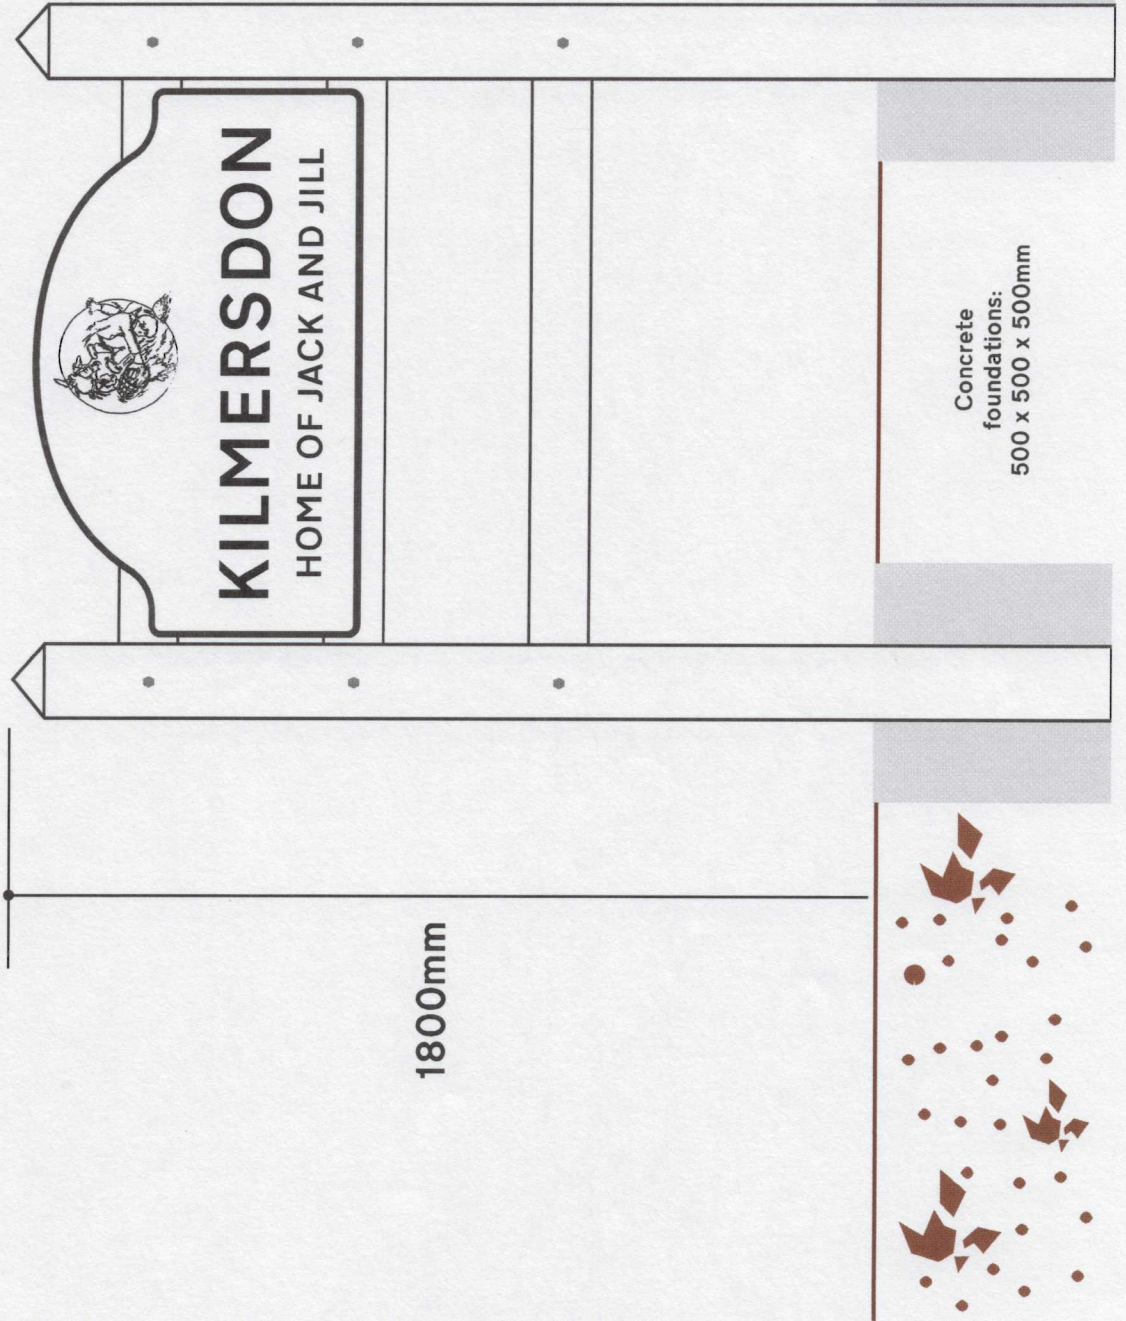 KILMERSDON
HOME OF JACK AND JILL
1800mm
Concrete
foundations:
500 x 500 x 500mm